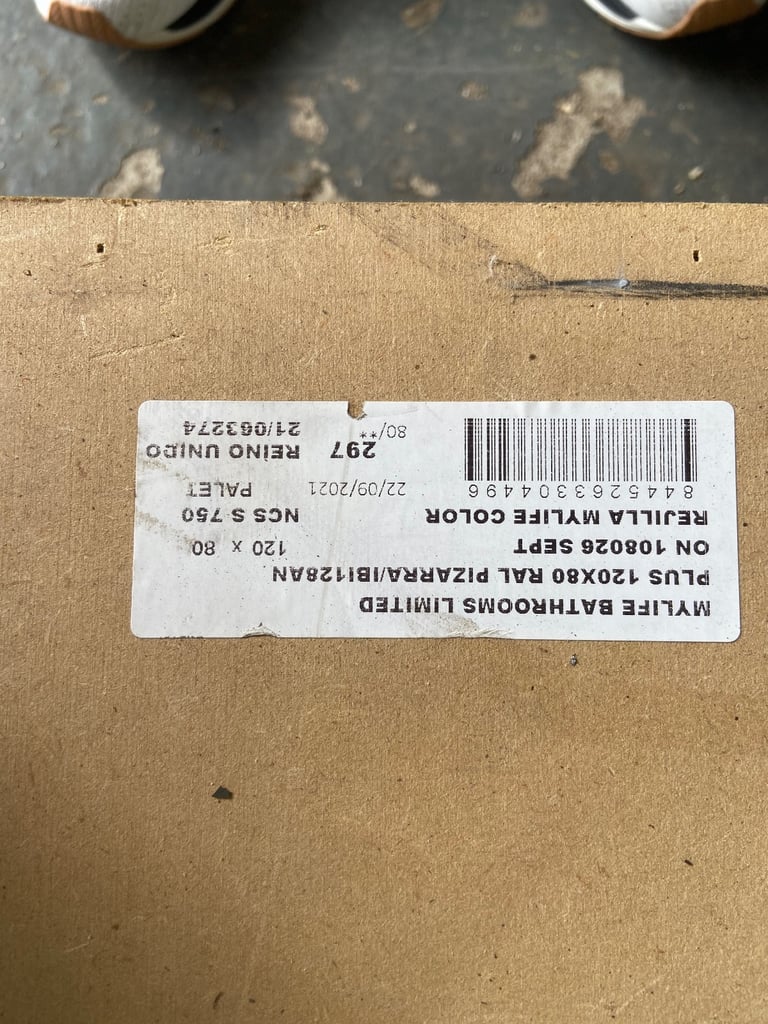 MYLIFE BATHROOMS LIMITED
PLUS 120X80 RAL PIZARRA/IBI128AN
ON 108026 SEPT 120 x 80
REJILLA MYLIFE COLOR NCS S 750
8445263304496 22/09/2021 PALET
297 REINO UNIDO
80/** 21/063274